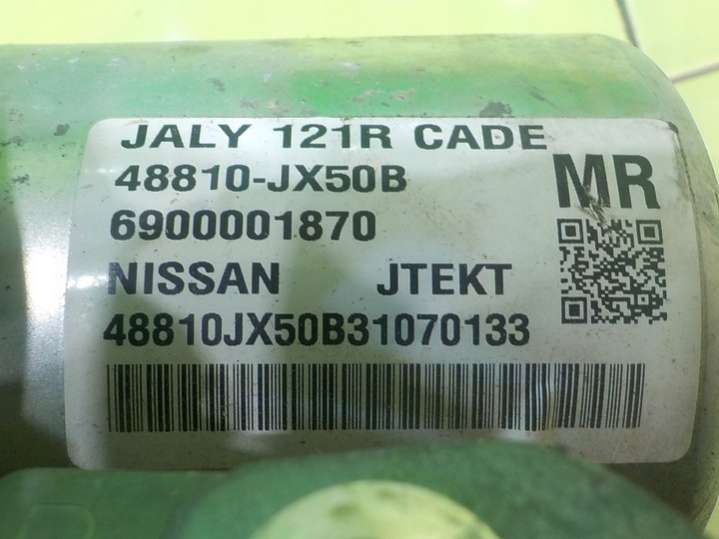 JALY 121R CADE
48810-JX50B
MR
6900001870
NISSAN JTEKT
48810JX50B31070133